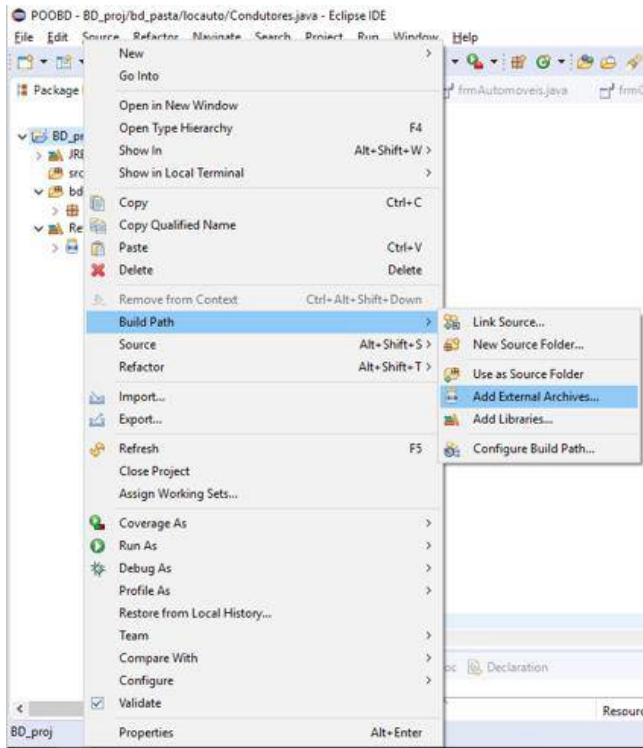 POOBD - BD_proj/bd_pasta/locauto/Condutores.java - Eclipse IDE
File Edit Source Refactor Navigate Search Project Run Window Help
Package
frmAutomoveis.java
BD_pr
JRE
src
bd
Re
New
Go Into
Open in New Window
Open Type Hierarchy F4
Show In Alt+Shift+W >
Show in Local Terminal >
Copy Ctrl+C
Copy Qualified Name
Paste Ctrl+V
Delete Delete
Remove from Context Ctrl+Alt+Shift+Down
Build Path >
Source Alt+Shift+S >
Refactor Alt+Shift+T >
Import...
Export...
Refresh F5
Close Project
Assign Working Sets...
Coverage As >
Run As >
Debug As >
Profile As >
Restore from Local History...
Team >
Compare With >
Configure >
Validate
Properties Alt+Enter
Link Source...
New Source Folder...
Use as Source Folder
Add External Archives...
Add Libraries...
Configure Build Path...
oc Declaration
Resourc
BD_proj